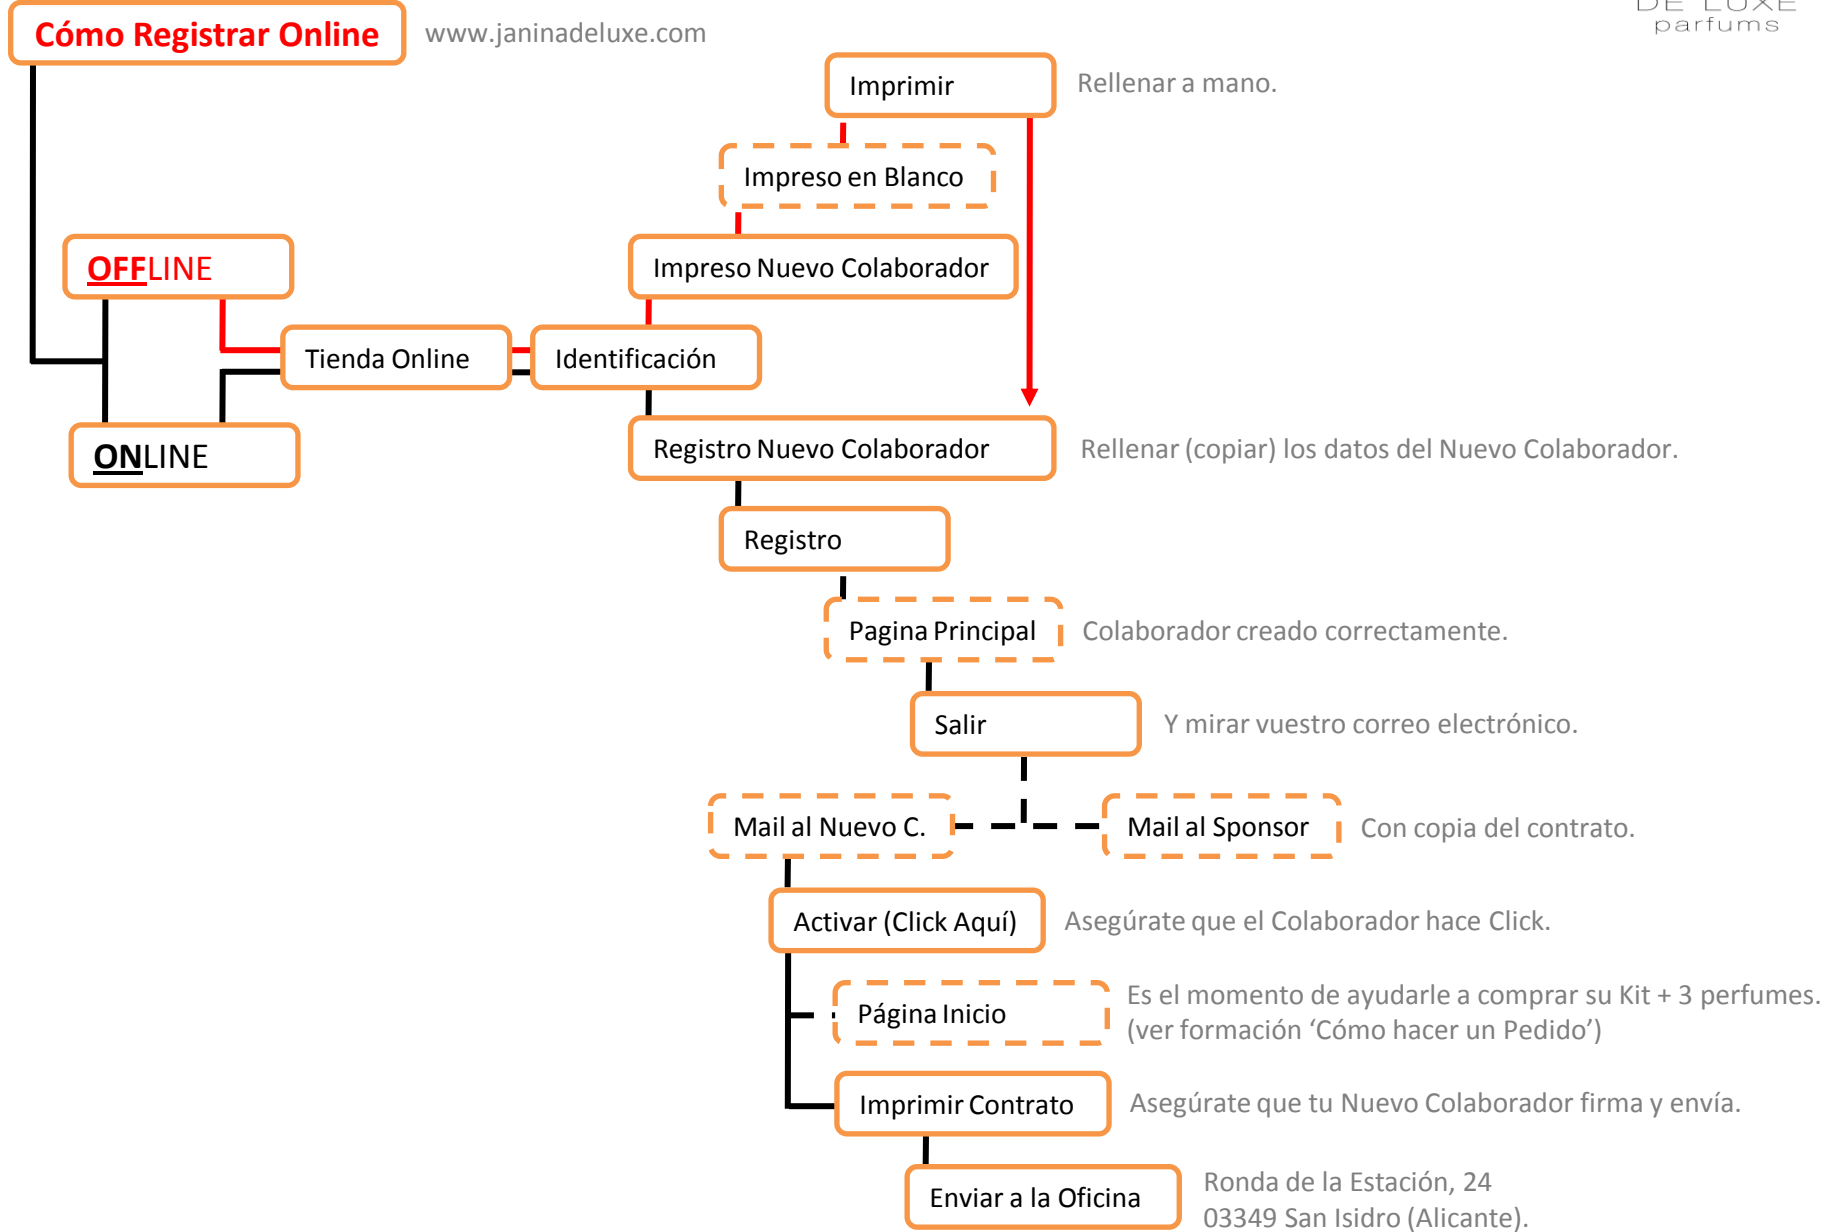 DE LUXE
parfums
Cómo Registrar Online
www.janinadeluxe.com
Imprimir
Rellenar a mano.
Impreso en Blanco
OFFLINE
Impreso Nuevo Colaborador
Tienda Online
Identificación
ONLINE
Registro Nuevo Colaborador
Rellenar (copiar) los datos del Nuevo Colaborador.
Registro
Pagina Principal
Colaborador creado correctamente.
Salir
Y mirar vuestro correo electrónico.
Mail al Nuevo C.
Mail al Sponsor
Con copia del contrato.
Activar (Click Aquí)
Asegúrate que el Colaborador hace Click.
Página Inicio
Es el momento de ayudarle a comprar su Kit + 3 perfumes.
(ver formación ‘Cómo hacer un Pedido’)
Imprimir Contrato
Asegúrate que tu Nuevo Colaborador firma y envía.
Enviar a la Oficina
Ronda de la Estación, 24
03349 San Isidro (Alicante).